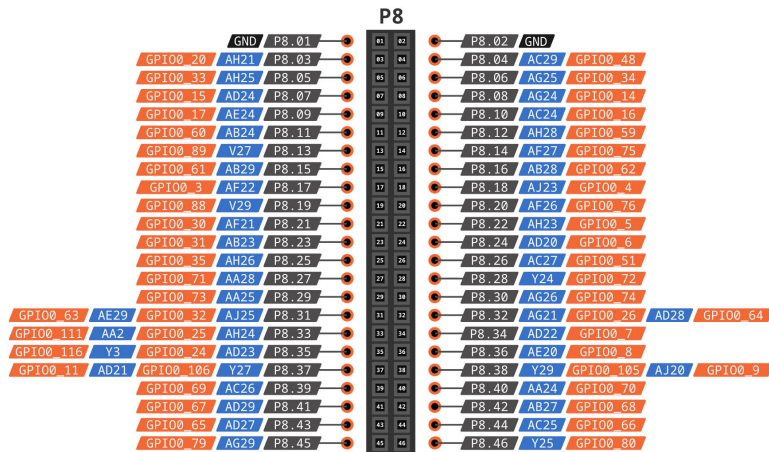 P8
GND P8.01 01 02 P8.02 GND
GPIO0_20 AH21 P8.03 03 04 P8.04 AC29 GPIO0_48
GPIO0_33 AH25 P8.05 05 06 P8.06 AG25 GPIO0_34
GPIO0_15 AD24 P8.07 07 08 P8.08 AG24 GPIO0_14
GPIO0_17 AE24 P8.09 09 10 P8.10 AC24 GPIO0_16
GPIO0_60 AB24 P8.11 11 12 P8.12 AH28 GPIO0_59
GPIO0_89 V27 P8.13 13 14 P8.14 AF27 GPIO0_75
GPIO0_61 AB29 P8.15 15 16 P8.16 AB28 GPIO0_62
GPIO0_3 AF22 P8.17 17 18 P8.18 AJ23 GPIO0_4
GPIO0_88 V29 P8.19 19 20 P8.20 AF26 GPIO0_76
GPIO0_30 AF21 P8.21 21 22 P8.22 AH23 GPIO0_5
GPIO0_31 AB23 P8.23 23 24 P8.24 AD20 GPIO0_6
GPIO0_35 AH26 P8.25 25 26 P8.26 AC27 GPIO0_51
GPIO0_71 AA28 P8.27 27 28 P8.28 Y24 GPIO0_72
GPIO0_73 AA25 P8.29 29 30 P8.30 AG26 GPIO0_74
GPIO0_63 AE29 GPIO0_32 AJ25 P8.31 31 32 P8.32 AG21 GPIO0_26 AD28 GPIO0_64
GPIO0_111 AA2 GPIO0_25 AH24 P8.33 33 34 P8.34 AD22 GPIO0_7
GPIO0_116 Y3 GPIO0_24 AD23 P8.35 35 36 P8.36 AE20 GPIO0_8
GPIO0_11 AD21 GPIO0_106 Y27 P8.37 37 38 P8.38 Y29 GPIO0_105 AJ20 GPIO0_9
GPIO0_69 AC26 P8.39 39 40 P8.40 AA24 GPIO0_70
GPIO0_67 AD29 P8.41 41 42 P8.42 AB27 GPIO0_68
GPIO0_65 AD27 P8.43 43 44 P8.44 AC25 GPIO0_66
GPIO0_79 AG29 P8.45 45 46 P8.46 Y25 GPIO0_80